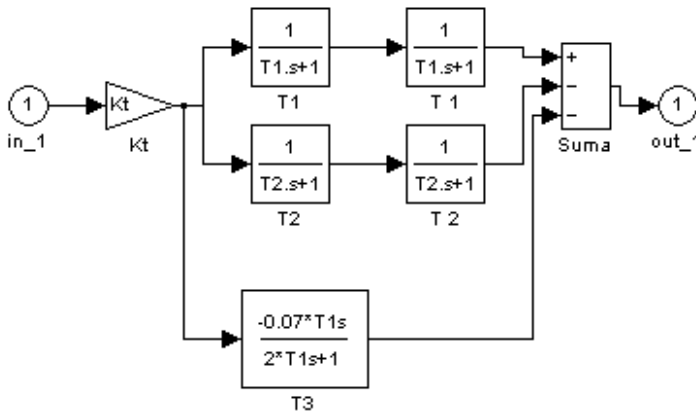 1
1
T1.s+1
T1
1
T1.s+1
T 1
+
−
−
Suma
1
in_1
Kt
Kt
1
T2.s+1
T2
1
T2.s+1
T 2
1
out_1
-0.07*T1s
2*T1s+1
T3